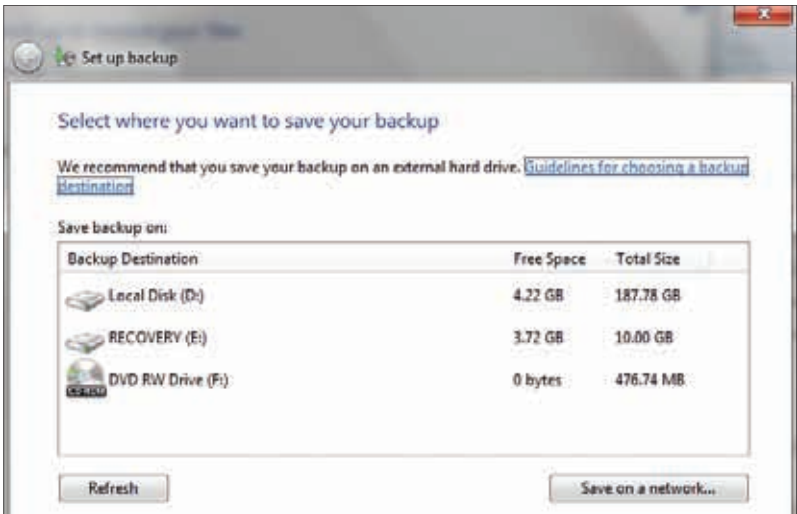 Set up backup
Select where you want to save your backup
We recommend that you save your backup on an external hard drive. Guidelines for choosing a backup
destination
Save backup on:
Backup Destination Free Space Total Size
Local Disk (D:) 4.22 GB 187.78 GB
RECOVERY (E:) 3.72 GB 10.00 GB
DVD RW Drive (F:) 0 bytes 476.74 MB
CD-ROM
Refresh Save on a network...